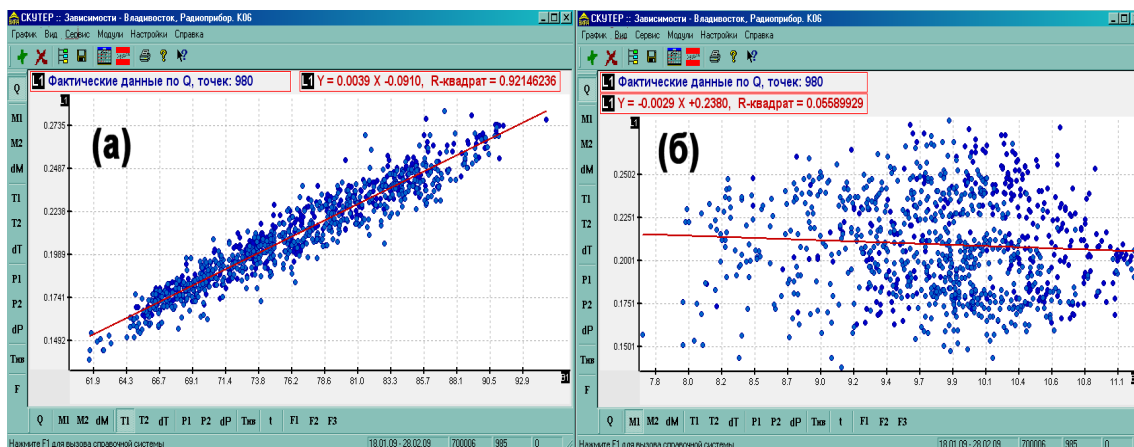 СКУТЕР :: Зависимости - Владивосток, Радиоприбор. К06
График Вид Сервис Модули Настройки Справка
L1 Фактические данные по Q, точек: 980
L1 Y = 0.0039 X -0.0910, R-квадрат = 0.92146236
L1
(а)
Q
M1
M2
dM
T1
T2
dT
P1
P2
dP
Тнв
F
0.2735
0.2487
0.2238
0.1989
0.1741
0.1492
61.9 64.3 66.7 69.1 71.4 73.8 76.2 78.6 81.0 83.3 85.7 88.1 90.5 92.9
Q M1 M2 dM T1 T2 dT P1 P2 dP Тнв t F1 F2 F3
Нажмите F1 для вызова справочной системы 18.01.09 - 28.02.09 700006 985 0
СКУТЕР :: Зависимости - Владивосток, Радиоприбор. К06
График Вид Сервис Модули Настройки Справка
L1 Фактические данные по Q, точек: 980
L1 Y = -0.0029 X +0.2380, R-квадрат = 0.05589929
(б)
Q
M1
M2
dM
T1
T2
dT
P1
P2
dP
Тнв
F
0.2502
0.2251
0.2001
0.1751
0.1501
7.8 8.0 8.2 8.5 8.7 9.0 9.2 9.4 9.7 9.9 10.1 10.4 10.6 10.8 11.1
Q M1 M2 dM T1 T2 dT P1 P2 dP Тнв t F1 F2 F3
Нажмите F1 для вызова справочной системы 18.01.09 - 28.02.09 700006 985 0